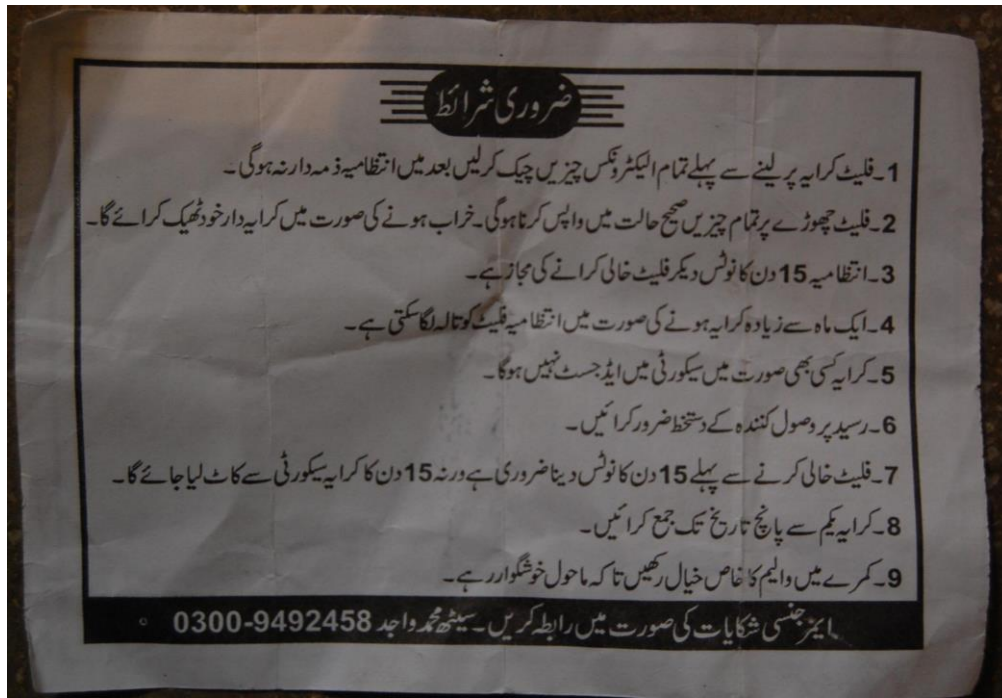 ضروری شرائط
1۔ فلیٹ کرایہ پر لینے سے پہلے تمام الیکٹرونکس چیزیں چیک کرلیں بعد میں انتظامیہ ذمہ دار نہ ہوگی۔
2۔ فلیٹ چھوڑے پر تمام چیزیں صحیح حالت میں واپس کرنا ہوگی۔ خراب ہونے کی صورت میں کرایہ دار خود ٹھیک کرائے گا۔
3۔ انتظامیہ 15 دن کا نوٹس دیکر فلیٹ خالی کرانے کی مجاز ہے۔
4۔ ایک ماہ سے زیادہ کرایہ ہونے کی صورت میں انتظامیہ فلیٹ کو تالہ لگا سکتی ہے۔
5۔ کرایہ کسی بھی صورت میں سیکورٹی میں ایڈجسٹ نہیں ہوگا۔
6۔ رسید پر وصول کنندہ کے دستخط ضرور کرائیں۔
7۔ فلیٹ خالی کرنے سے پہلے 15 دن کا نوٹس دینا ضروری ہے ورنہ 15 دن کا کرایہ سیکورٹی سے کاٹ لیا جائے گا۔
8۔ کرایہ یکم سے پانچ تاریخ تک جمع کرائیں۔
9۔ کمرے میں والیم کا خاص خیال رکھیں تاکہ ماحول خوشگوار رہے۔
ایمرجنسی شکایات کی صورت میں رابطہ کریں۔ سیٹھ محمد واجد 0300-9492458